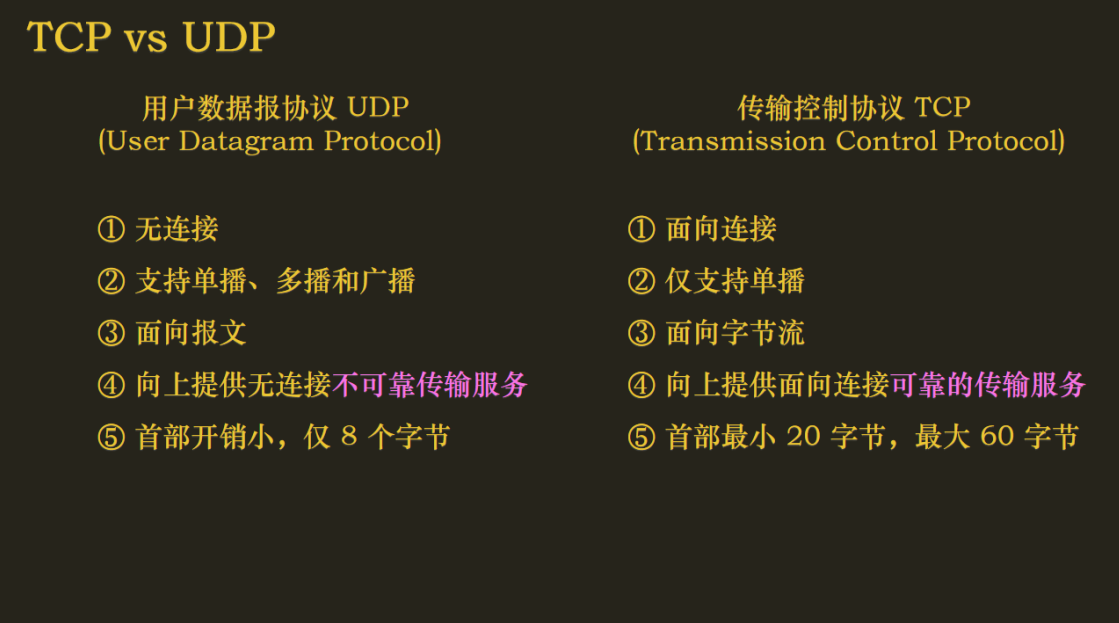 TCP vs UDP
用户数据报协议 UDP
(User Datagram Protocol)
① 无连接
② 支持单播、多播和广播
③ 面向报文
④ 向上提供无连接不可靠传输服务
⑤ 首部开销小，仅 8 个字节
传输控制协议 TCP
(Transmission Control Protocol)
① 面向连接
② 仅支持单播
③ 面向字节流
④ 向上提供面向连接可靠的传输服务
⑤ 首部最小 20 字节，最大 60 字节